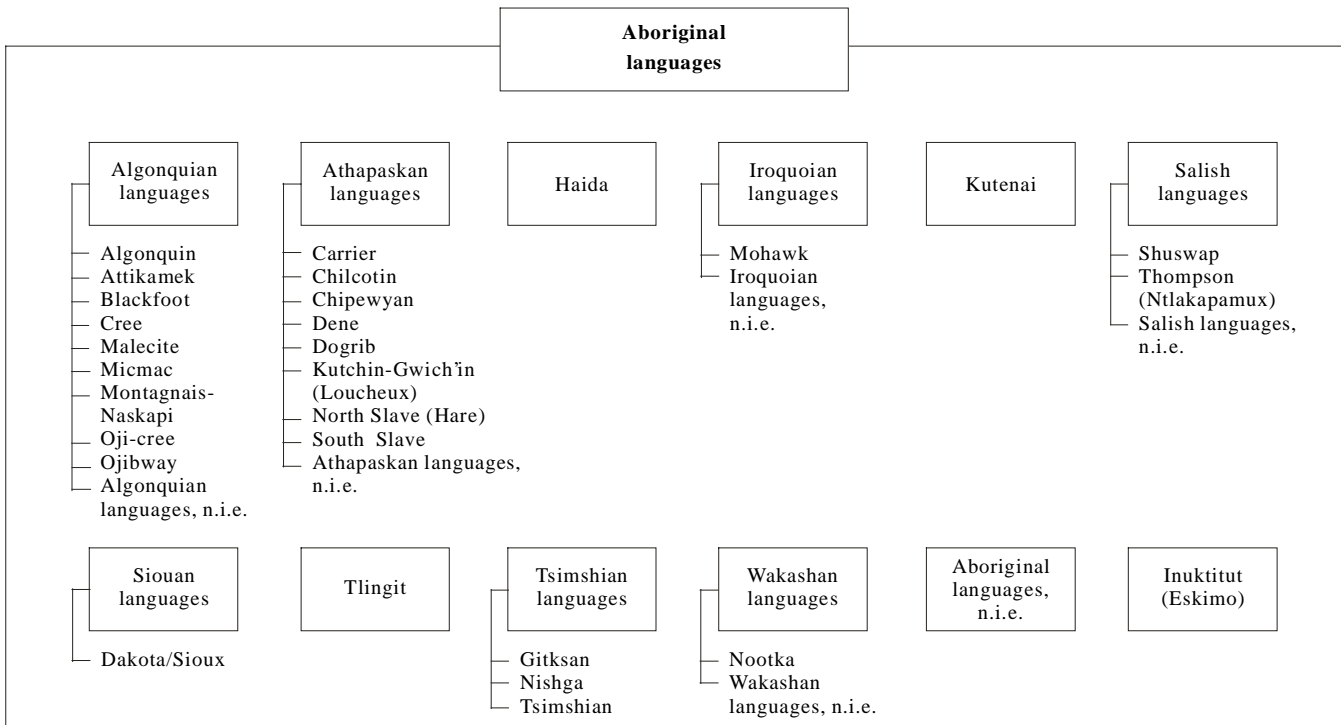 Aboriginal
languages
Algonquian
languages
Algonquin
Attikamek
Blackfoot
Cree
Malecite
Micmac
Montagnais-
Naskapi
Oji-cree
Ojibway
Algonquian
languages, n.i.e.
Athapaskan
languages
Carrier
Chilcotin
Chipewyan
Dene
Dogrib
Kutchin-Gwich’in
(Loucheux)
North Slave (Hare)
South Slave
Athapaskan languages,
n.i.e.
Haida
Iroquoian
languages
Mohawk
Iroquoian
languages,
n.i.e.
Kutenai
Salish
languages
Shuswap
Thompson
(Ntlakapamux)
Salish languages,
n.i.e.
Siouan
languages
Dakota/Sioux
Tlingit
Tsimshian
languages
Gitksan
Nishga
Tsimshian
Wakashan
languages
Nootka
Wakashan
languages, n.i.e.
Aboriginal
languages,
n.i.e.
Inuktitut
(Eskimo)